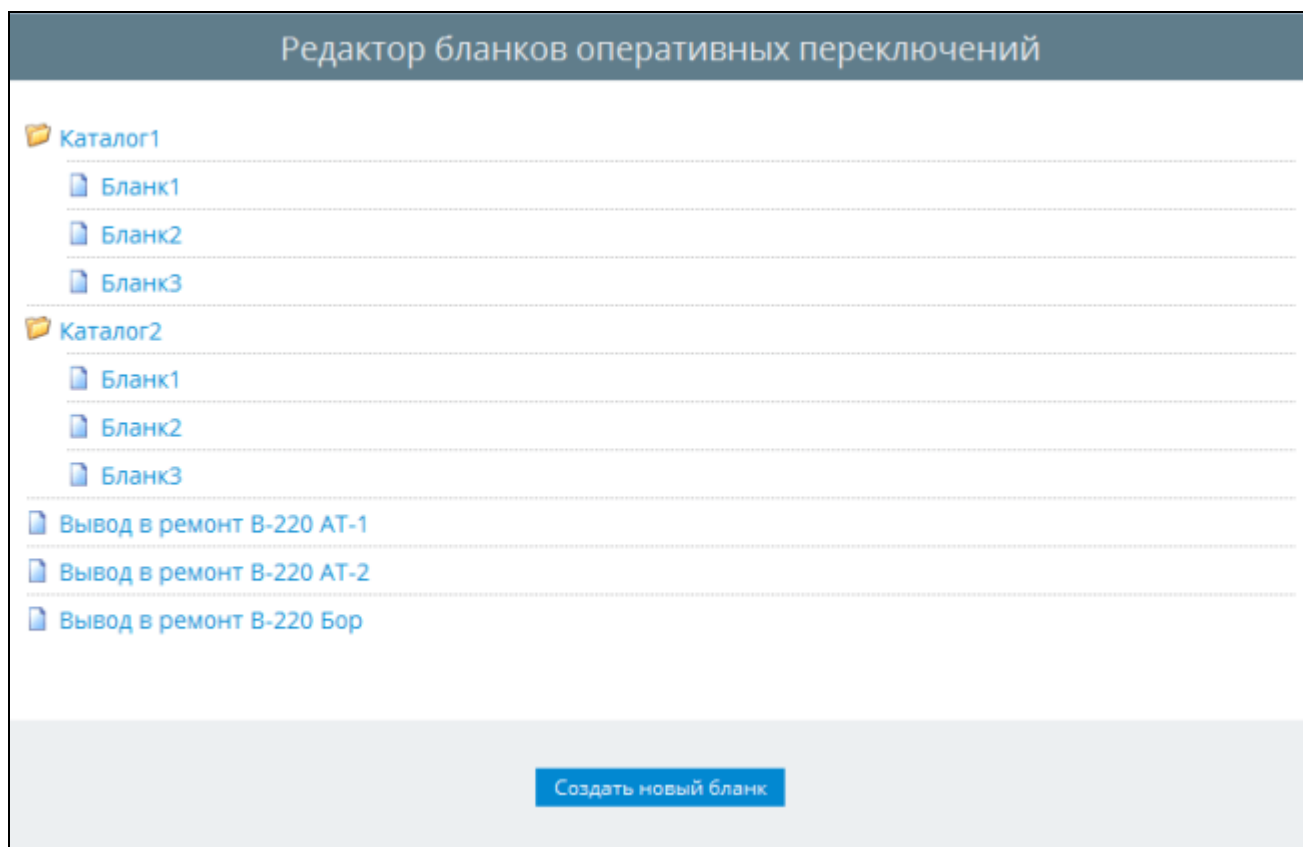 Редактор бланков оперативных переключений
Каталог1
Бланк1
Бланк2
Бланк3
Каталог2
Бланк1
Бланк2
Бланк3
Вывод в ремонт В-220 АТ-1
Вывод в ремонт В-220 АТ-2
Вывод в ремонт В-220 Бор
Создать новый бланк